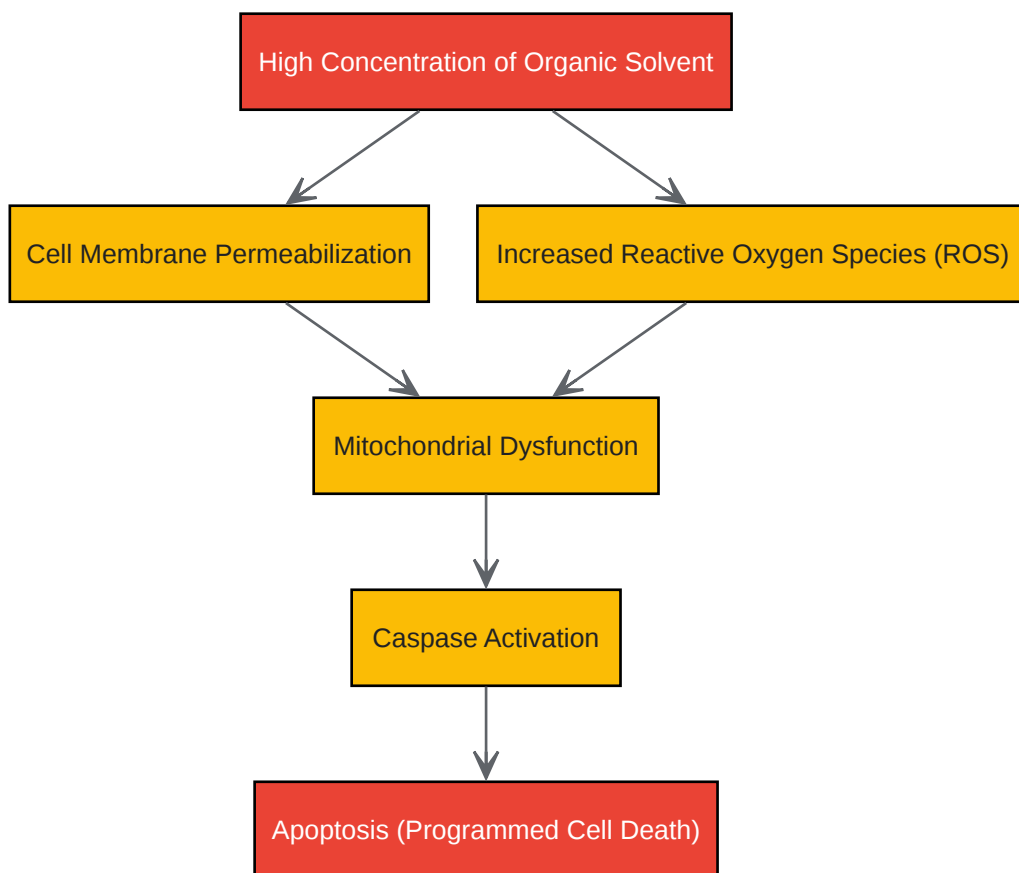 High Concentration of Organic Solvent
Cell Membrane Permeabilization
Increased Reactive Oxygen Species (ROS)
Mitochondrial Dysfunction
Caspase Activation
Apoptosis (Programmed Cell Death)